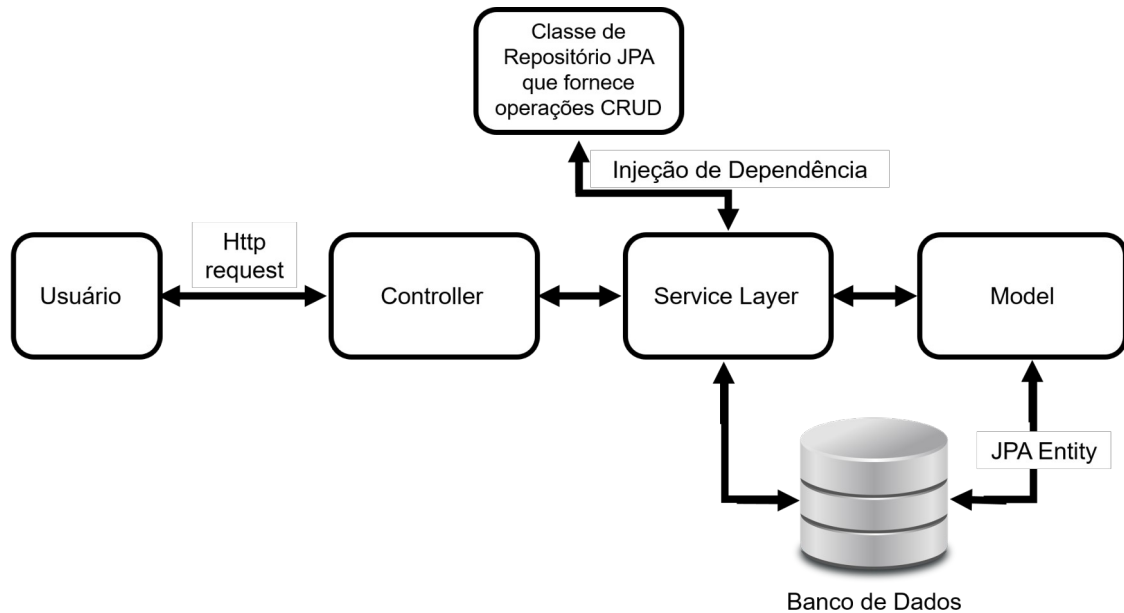 Classe de
Repositório JPA
que fornece
operações CRUD
Injeção de Dependência
Http
request
Usuário
Controller
Service Layer
Model
JPA Entity
Banco de Dados